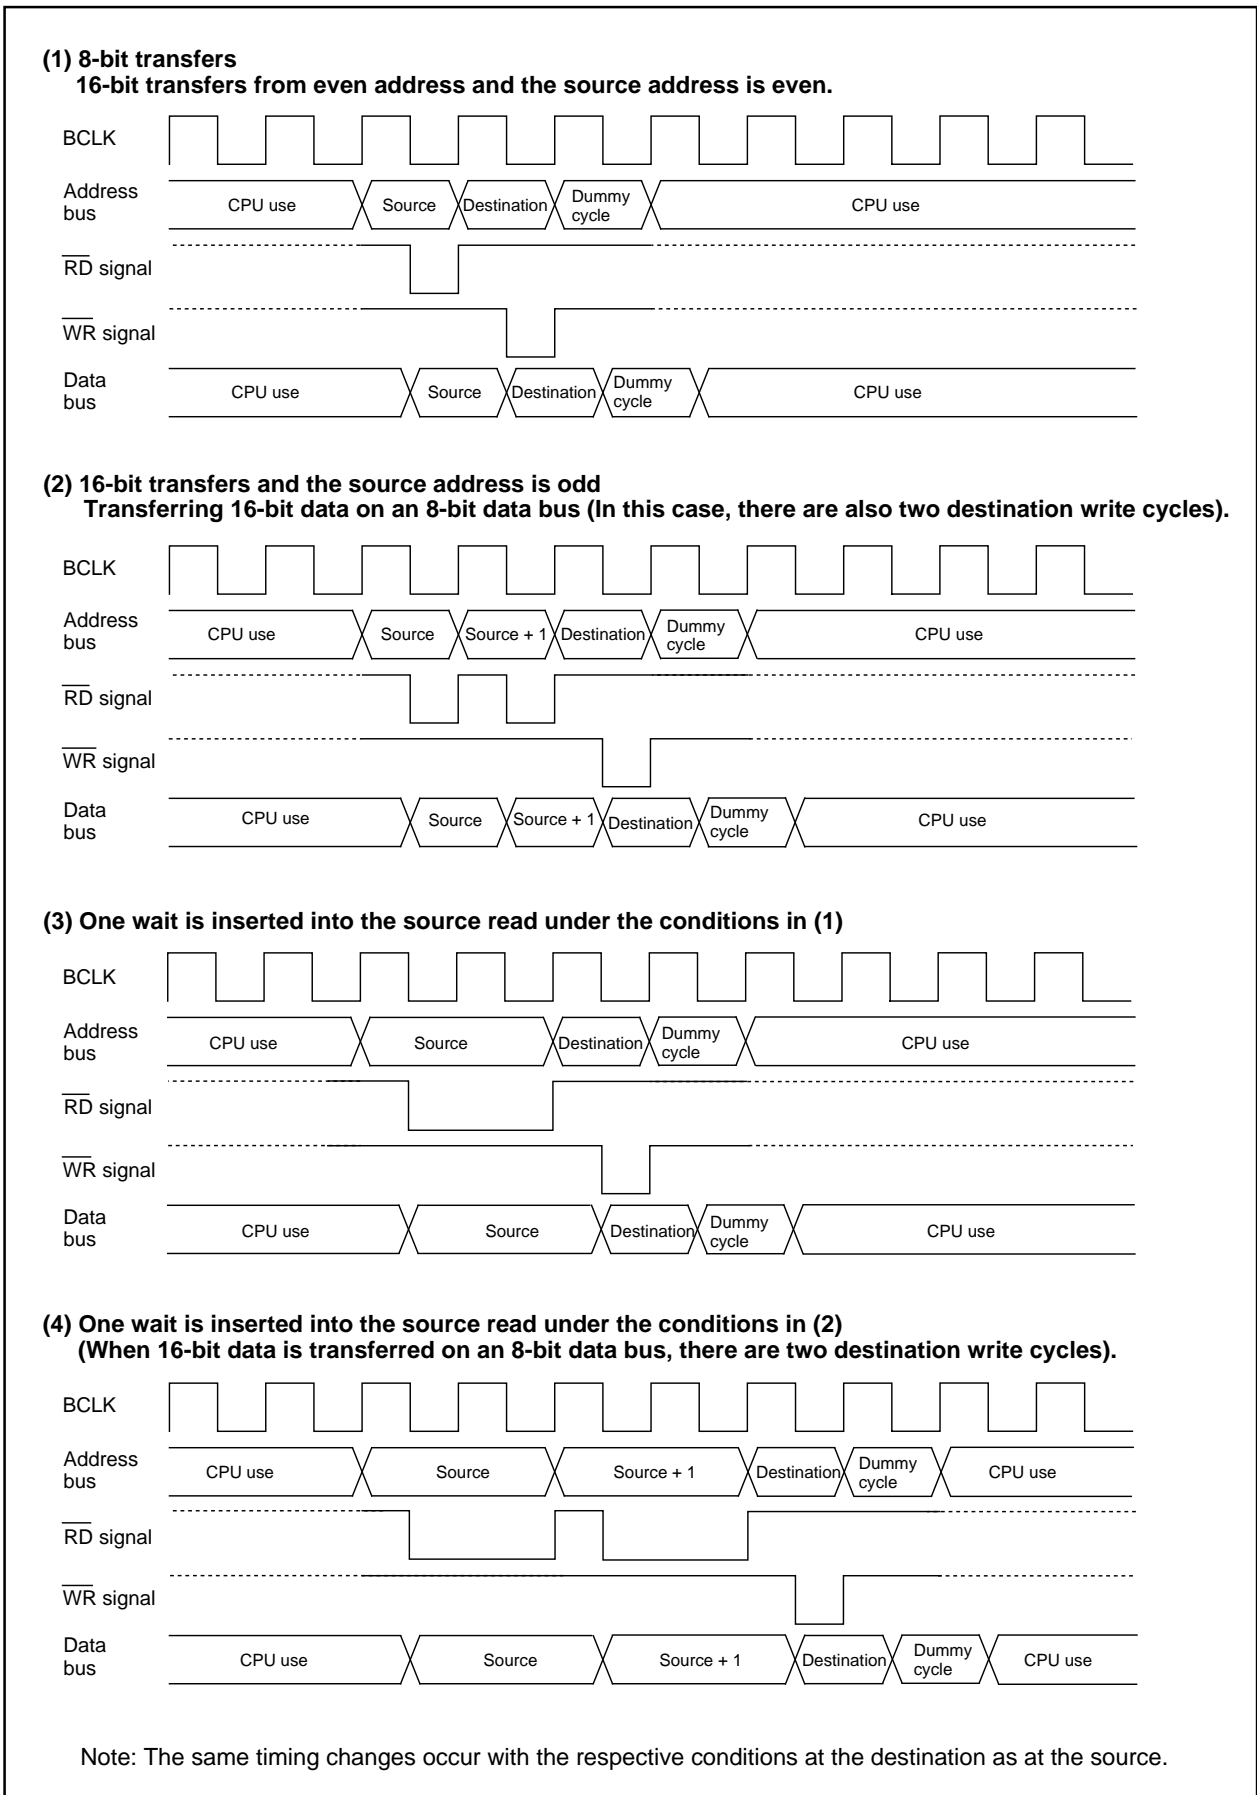 (1) 8-bit transfers
16-bit transfers from even address and the source address is even.
BCLK
Address
bus
CPU use
Source
Destination
Dummy
cycle
CPU use
RD signal
WR signal
Data
bus
CPU use
Source
Destination
Dummy
cycle
CPU use
(2) 16-bit transfers and the source address is odd
Transferring 16-bit data on an 8-bit data bus (In this case, there are also two destination write cycles).
BCLK
Address
bus
CPU use
Source
Source + 1
Destination
Dummy
cycle
CPU use
RD signal
WR signal
Data
bus
CPU use
Source
Source + 1
Destination
Dummy
cycle
CPU use
(3) One wait is inserted into the source read under the conditions in (1)
BCLK
Address
bus
CPU use
Source
Destination
Dummy
cycle
CPU use
RD signal
WR signal
Data
bus
CPU use
Source
Destination
Dummy
cycle
CPU use
(4) One wait is inserted into the source read under the conditions in (2)
(When 16-bit data is transferred on an 8-bit data bus, there are two destination write cycles).
BCLK
Address
bus
CPU use
Source
Source + 1
Destination
Dummy
cycle
CPU use
RD signal
WR signal
Data
bus
CPU use
Source
Source + 1
Destination
Dummy
cycle
CPU use
Note: The same timing changes occur with the respective conditions at the destination as at the source.